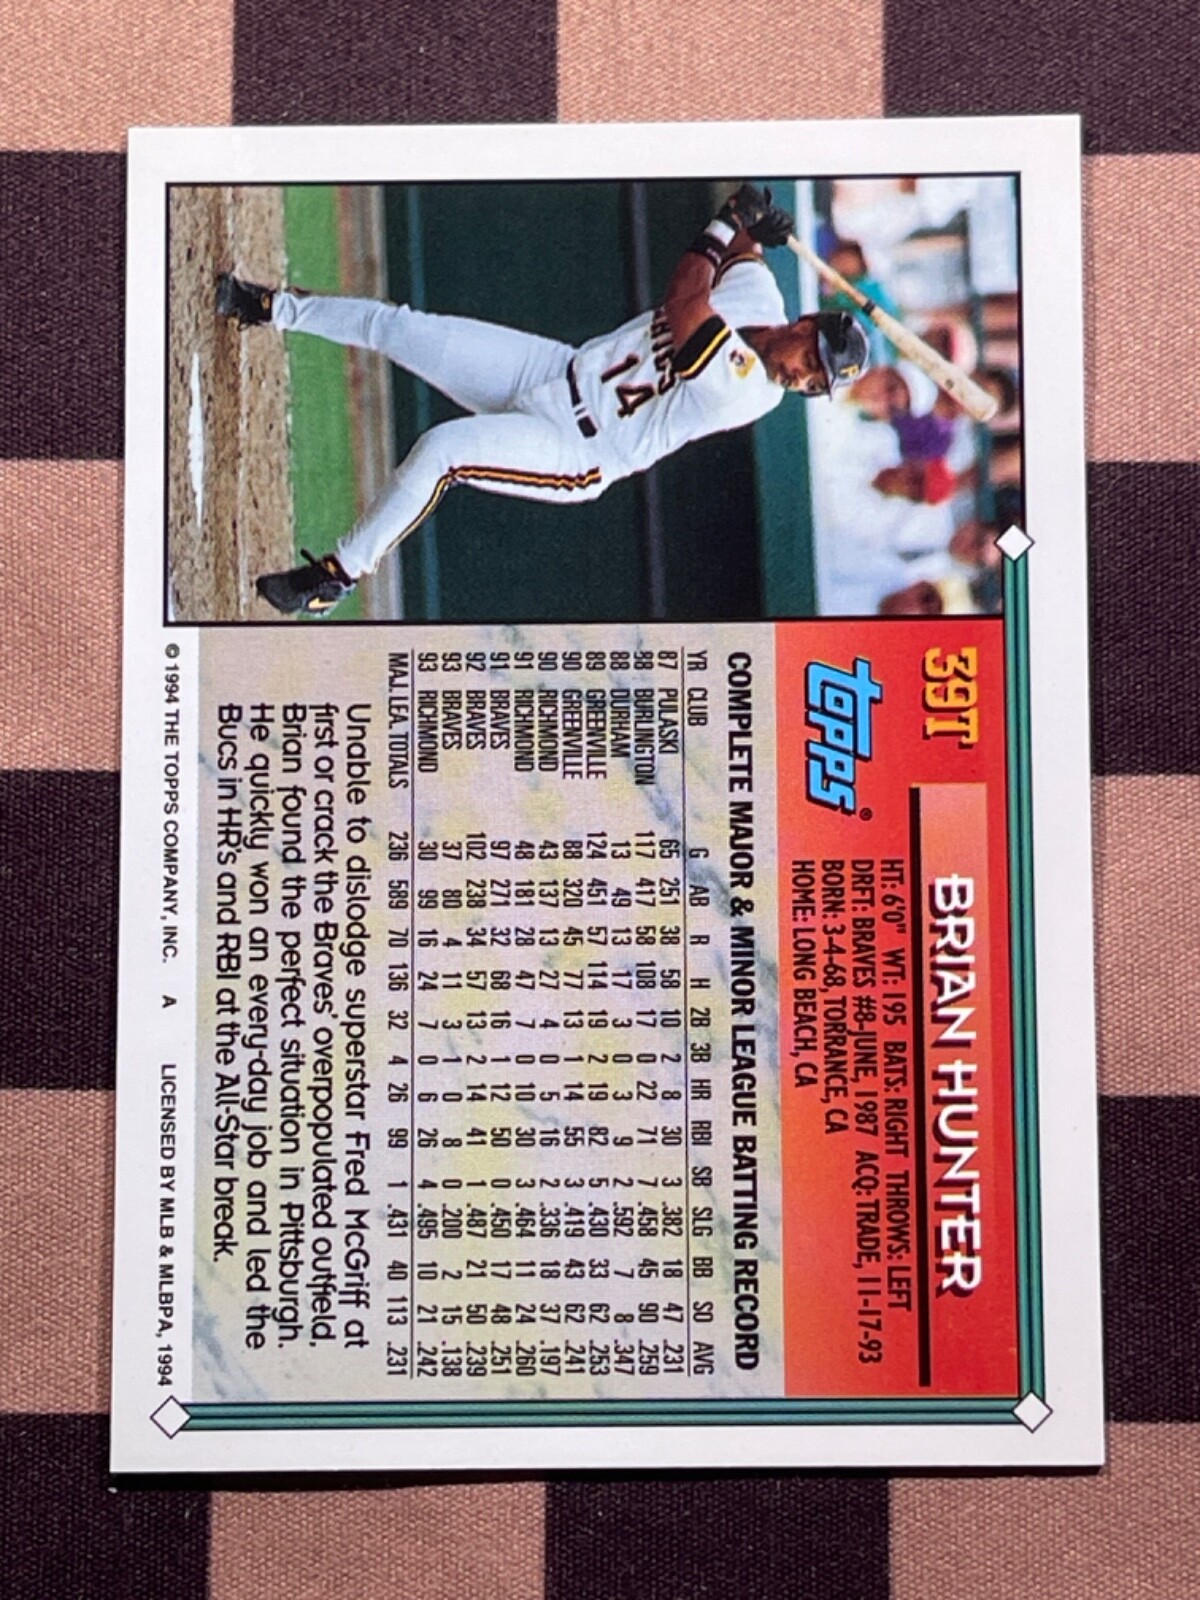 39T
BRIAN HUNTER
topps®
HT: 6'0" WT: 195 BATS: RIGHT THROWS: LEFT
DRFT: BRAVES #8-JUNE, 1987 ACQ: TRADE, 11-17-93
BORN: 3-4-68, TORRANCE, CA
HOME: LONG BEACH, CA
COMPLETE MAJOR & MINOR LEAGUE BATTING RECORD
YR CLUB G AB R H 2B 3B HR RBI SB SLG BB SO AVG
87 PULASKI 65 251 38 58 10 2 8 30 3 .382 18 47 .231
88 BURLINGTON 117 417 58 108 17 0 22 71 7 .458 45 90 .259
88 DURHAM 13 49 13 17 3 0 3 9 2 .592 7 8 .347
89 GREENVILLE 124 451 57 114 19 2 19 82 5 .430 33 62 .253
90 GREENVILLE 88 320 45 77 13 1 14 55 3 .419 43 62 .241
90 RICHMOND 43 137 13 27 4 0 5 16 2 .336 18 37 .197
91 RICHMOND 48 181 28 47 7 0 10 30 3 .464 11 24 .260
91 BRAVES 97 271 32 68 16 1 12 50 0 .450 17 48 .251
92 BRAVES 102 238 34 57 13 2 14 41 1 .487 21 50 .239
93 BRAVES 37 80 4 11 3 1 0 8 0 .200 2 15 .138
93 RICHMOND 30 99 16 24 7 0 6 26 4 .495 10 21 .242
MAJ. LEA. TOTALS 236 589 70 136 32 4 26 99 1 .431 40 113 .231
Unable to dislodge superstar Fred McGriff at
first or crack the Braves' overpopulated outfield,
Brian found the perfect situation in Pittsburgh.
He quickly won an every-day job and led the
Bucs in HR's and RBI at the All-Star break.
© 1994 THE TOPPS COMPANY, INC. A LICENSED BY MLB & MLBPA, 1994
14
P